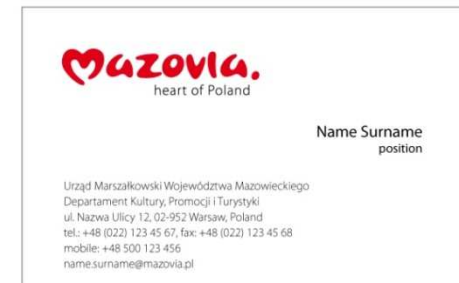 mazovia.
heart of Poland
Name Surname
position
Urząd Marszałkowski Województwa Mazowieckiego
Departament Kultury, Promocji i Turystyki
ul. Nazwa Ulicy 12, 02-952 Warsaw, Poland
tel.: +48 (022) 123 45 67, fax: +48 (022) 123 45 68
mobile: +48 500 123 456
name.surname@mazovia.pl